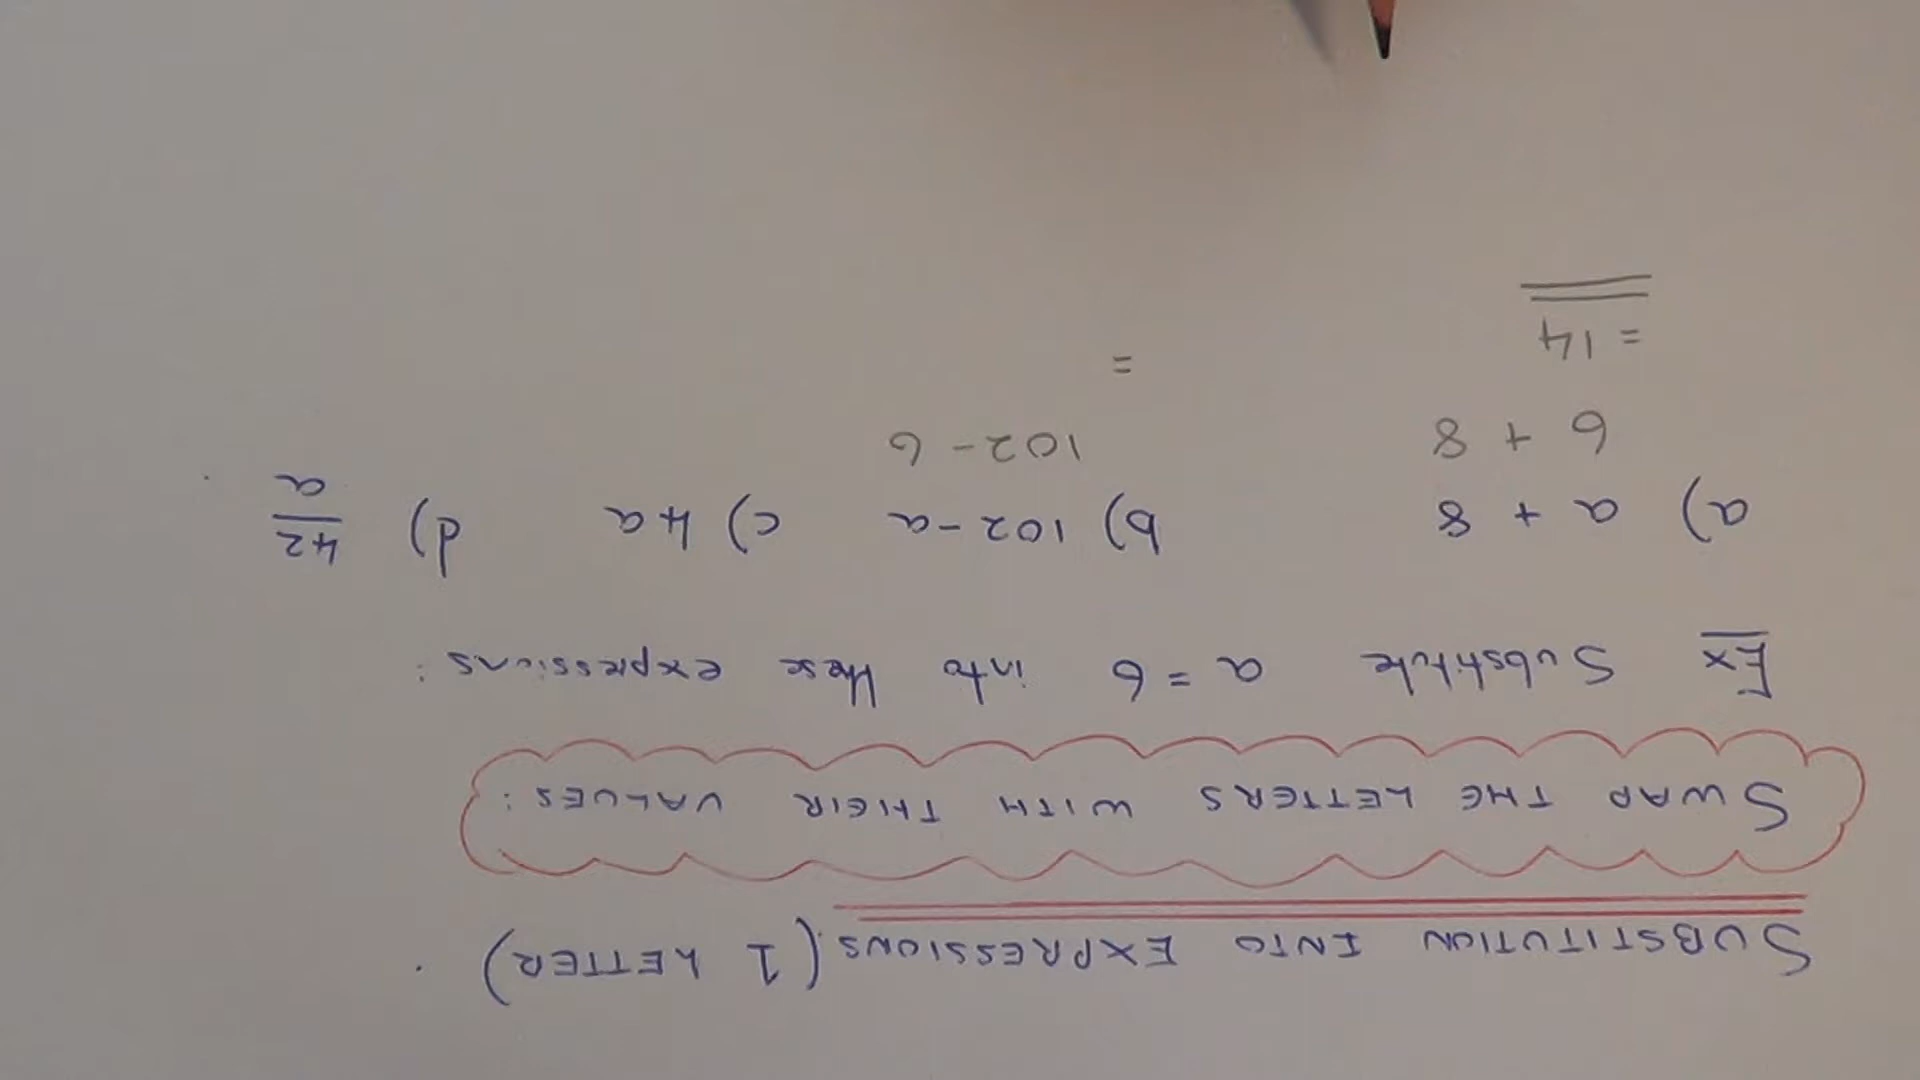 SUBSTITUTION INTO EXPRESSIONS (1 LETTER)
SWAP THE LETTERS WITH THEIR VALUES:
Ex Substitute a = 6 into these expressions:
a) a + 8 b) 102 - a c) 4a d) 42/a
6 + 8 102 - 6
= 14 =